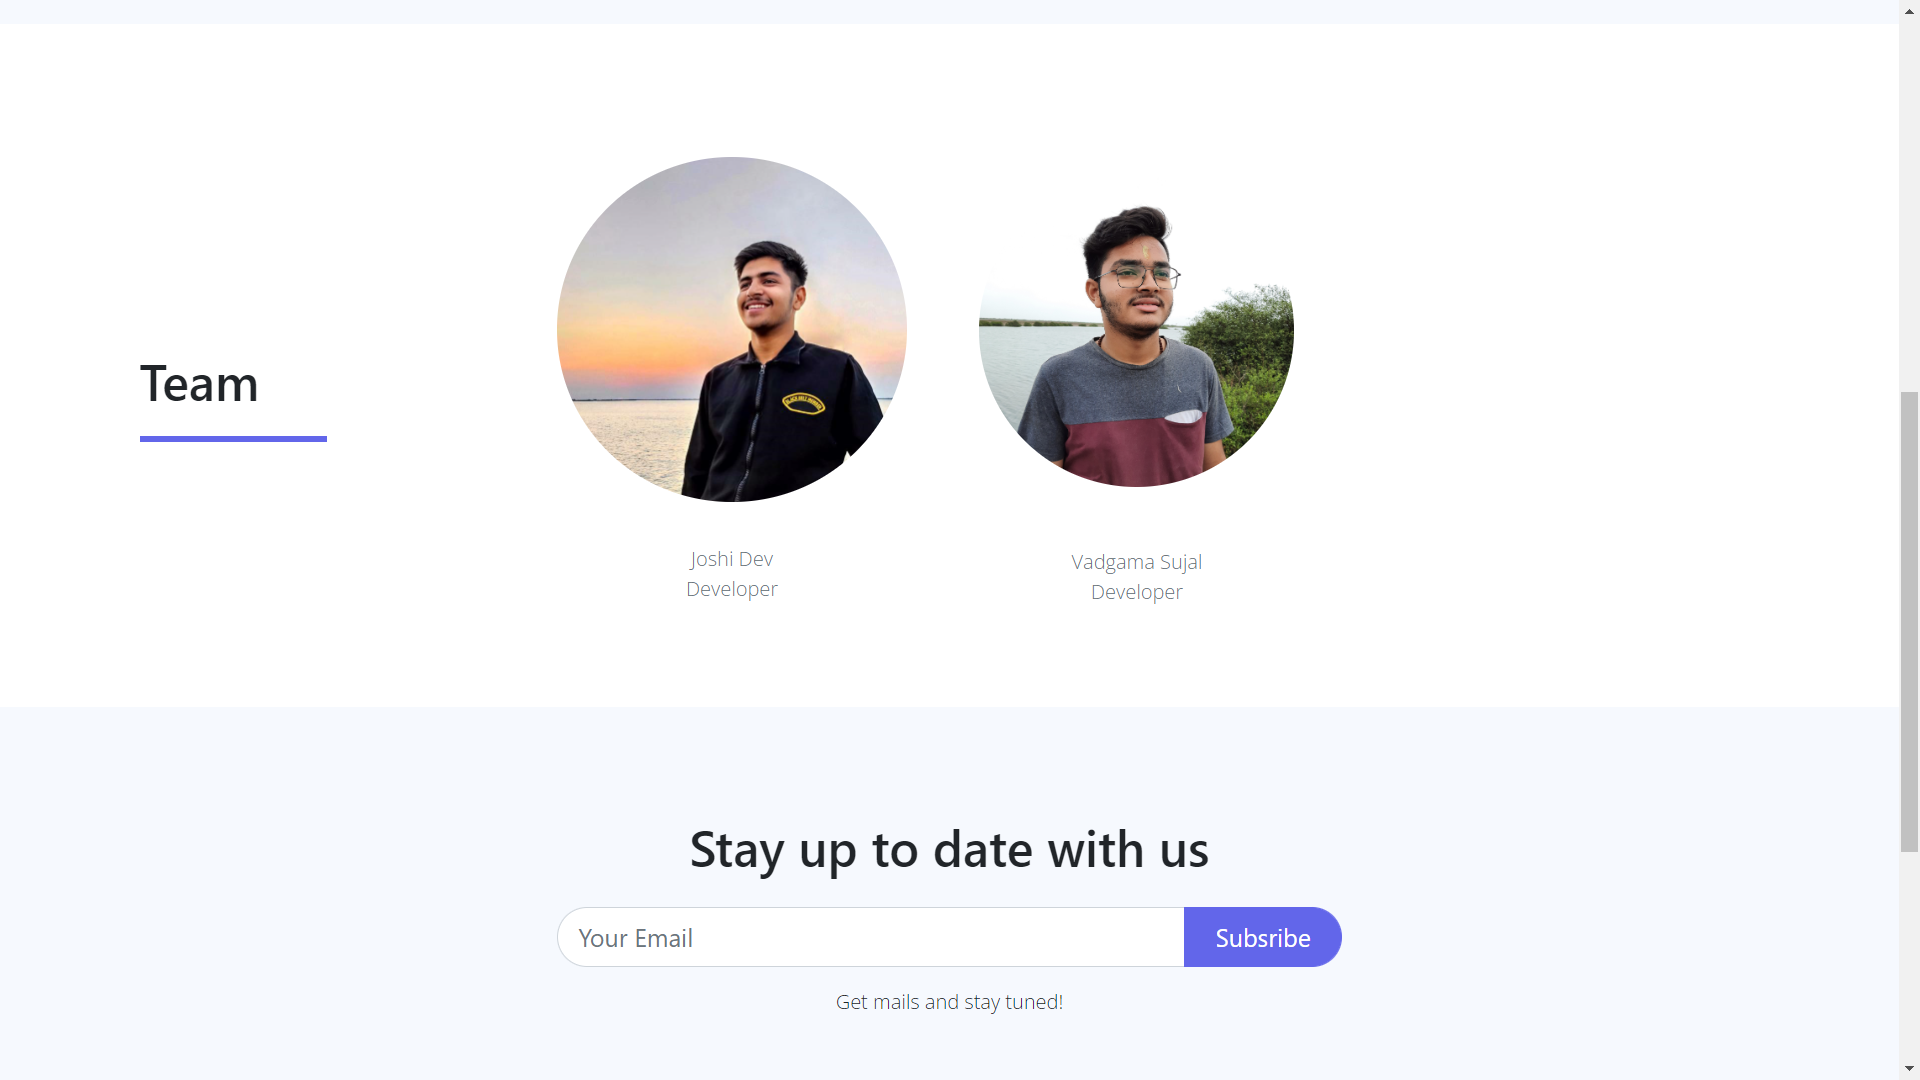 Team
Joshi Dev
Developer
Vadgama Sujal
Developer
Stay up to date with us
Your Email
Subsribe
Get mails and stay tuned!